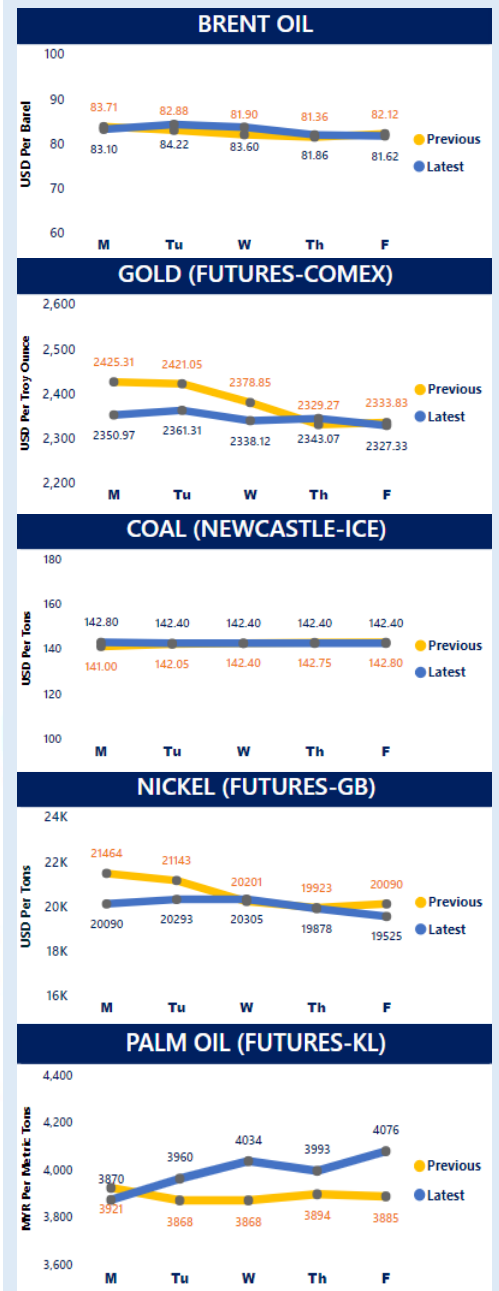 BRENT OIL
100
90
80
70
60
USD Per Barel
83.71 82.88 81.90 81.36 82.12
83.10 84.22 83.60 81.86 81.62
Previous
Latest
M Tu W Th F
GOLD (FUTURES-COMEX)
2,600
2,500
2,400
2,300
2,200
USD Per Troy Ounce
2425.31 2421.05 2378.85 2329.27 2333.83
2350.97 2361.31 2338.12 2343.07 2327.33
Previous
Latest
M Tu W Th F
COAL (NEWCASTLE-ICE)
180
160
140
120
100
USD Per Tons
142.80 142.40 142.40 142.40 142.40
141.00 142.05 142.40 142.75 142.80
Previous
Latest
M Tu W Th F
NICKEL (FUTURES-GB)
24K
22K
20K
18K
16K
USD Per Tons
21464 21143 20201 19923 20090
20090 20293 20305 19878 19525
Previous
Latest
M Tu W Th F
PALM OIL (FUTURES-KL)
4,400
4,200
4,000
3,800
3,600
MYR Per Metric Tons
3870 3960 4034 3993 4076
3921 3868 3868 3894 3885
Previous
Latest
M Tu W Th F